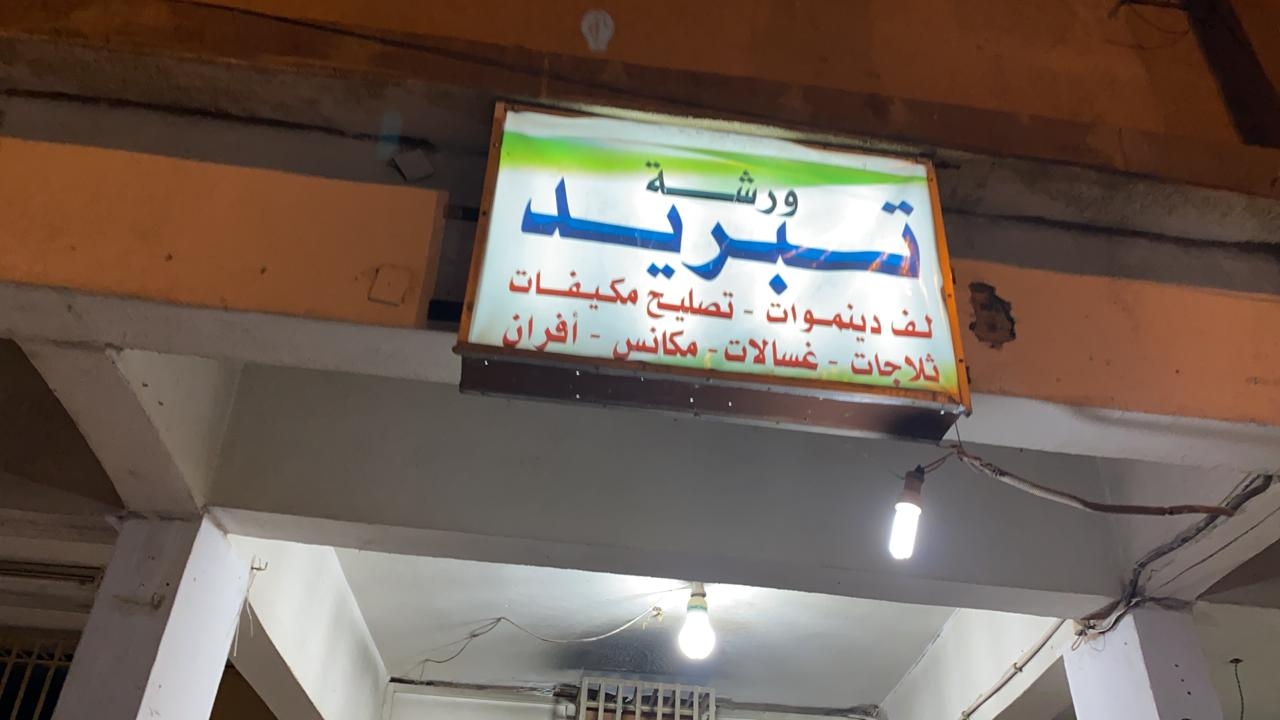 ورشة
تبريد
لف دينموات - تصليح مكيفات
ثلاجات - غسالات - مكانس - أفران